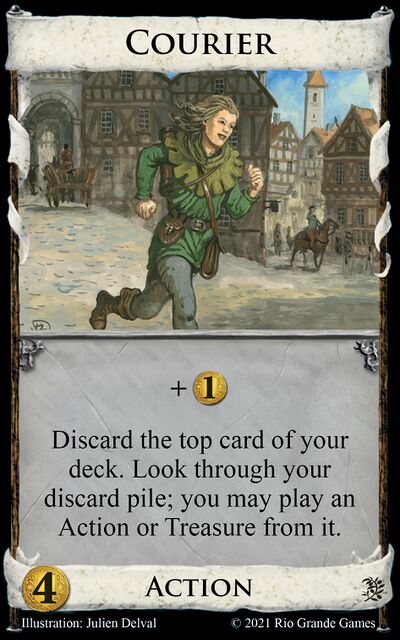 COURIER
+ 1
Discard the top card of your
deck. Look through your
discard pile; you may play an
Action or Treasure from it.
4 ACTION
Illustration: Julien Delval © 2021 Rio Grande Games